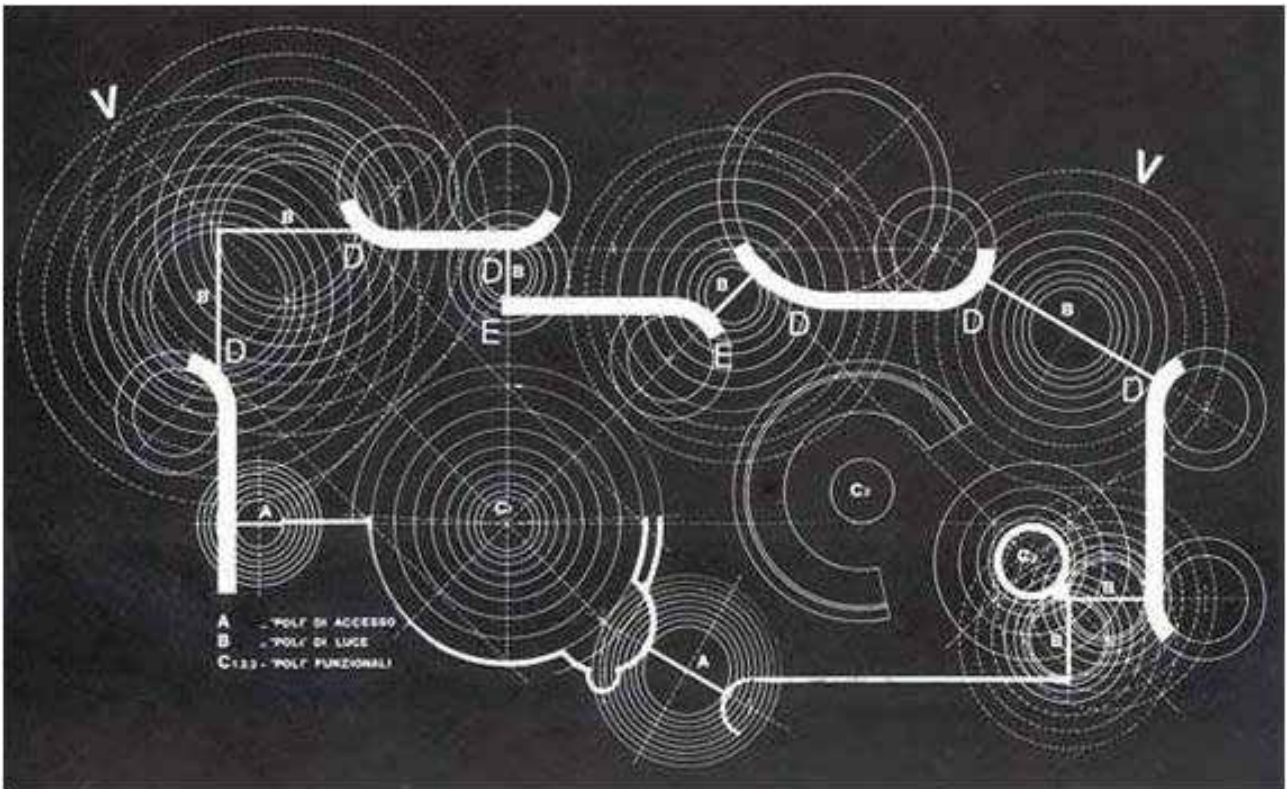 V
V
B
D
D
B
B
D
E
E
D
D
B
B
D
D
A
C1
C2
C3
B
B
A
A - "POLI" DI ACCESSO
B - "POLI" DI LUCE
C1.2.3 - "POLI" FUNZIONALI